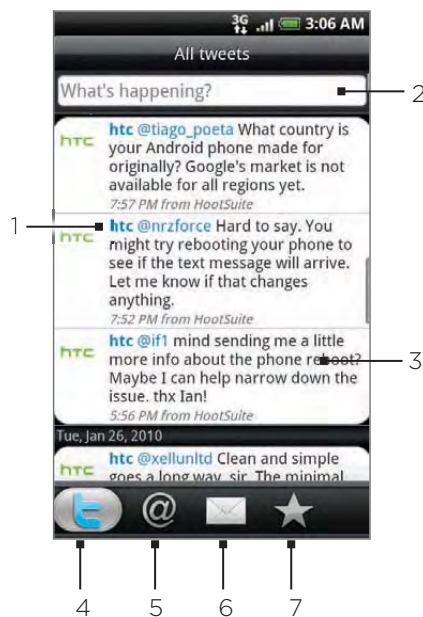 3G 3:06 AM
All tweets
What's happening?
2
htc
htc @tiago_poeta What country is
your Android phone made for
originally? Google's market is not
available for all regions yet.
7:57 PM from HootSuite
1
htc
htc @nrzforce Hard to say. You
might try rebooting your phone to
see if the text message will arrive.
Let me know if that changes
anything.
7:52 PM from HootSuite
htc
htc @if1 mind sending me a little
more info about the phone reboot?
3
Maybe I can help narrow down the
issue. thx Ian!
5:56 PM from HootSuite
Tue, Jan 26, 2010
htc
htc @xellunltd Clean and simple
goes a long way, sir. The minimal
t @
4 5 6 7